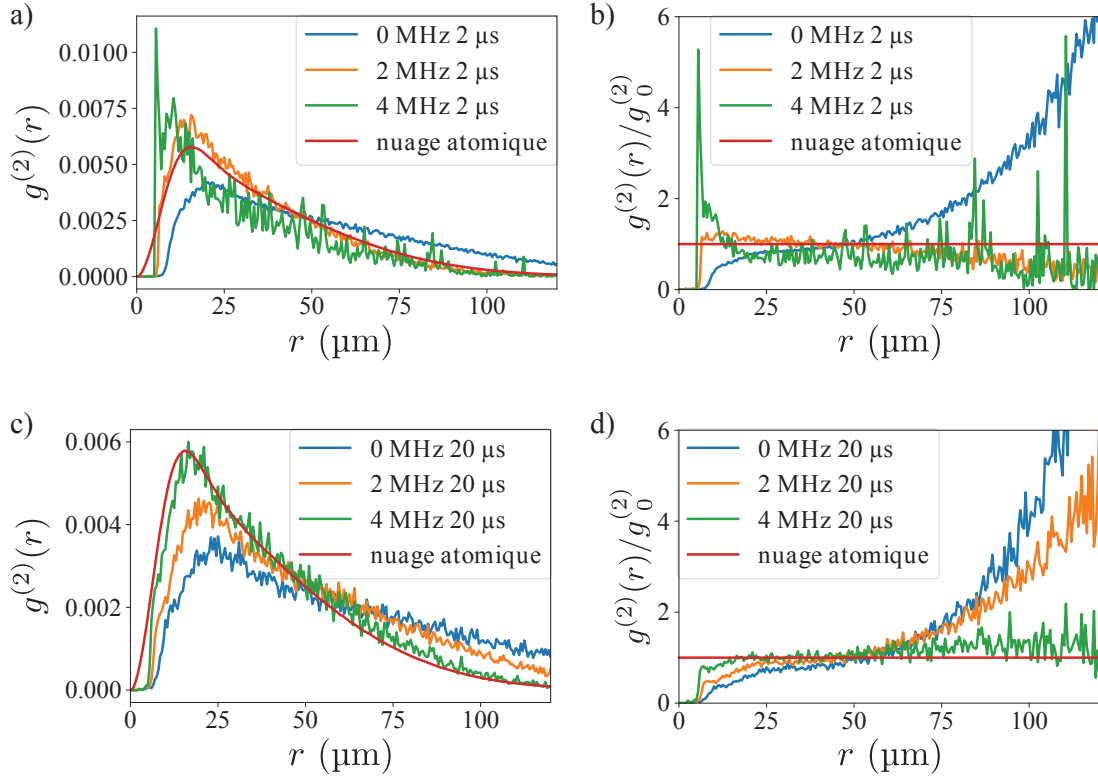 a)
0.0100
0.0075
0.0050
0.0025
0.0000
g(2)(r)
0 MHz 2 µs
2 MHz 2 µs
4 MHz 2 µs
nuage atomique
0 25 50 75 100
r (µm)
b)
6
4
2
0
g(2)(r)/g0(2)
0 MHz 2 µs
2 MHz 2 µs
4 MHz 2 µs
nuage atomique
0 25 50 75 100
r (µm)
c)
0.006
0.004
0.002
0.000
g(2)(r)
0 MHz 20 µs
2 MHz 20 µs
4 MHz 20 µs
nuage atomique
0 25 50 75 100
r (µm)
d)
6
4
2
0
g(2)(r)/g0(2)
0 MHz 20 µs
2 MHz 20 µs
4 MHz 20 µs
nuage atomique
0 25 50 75 100
r (µm)